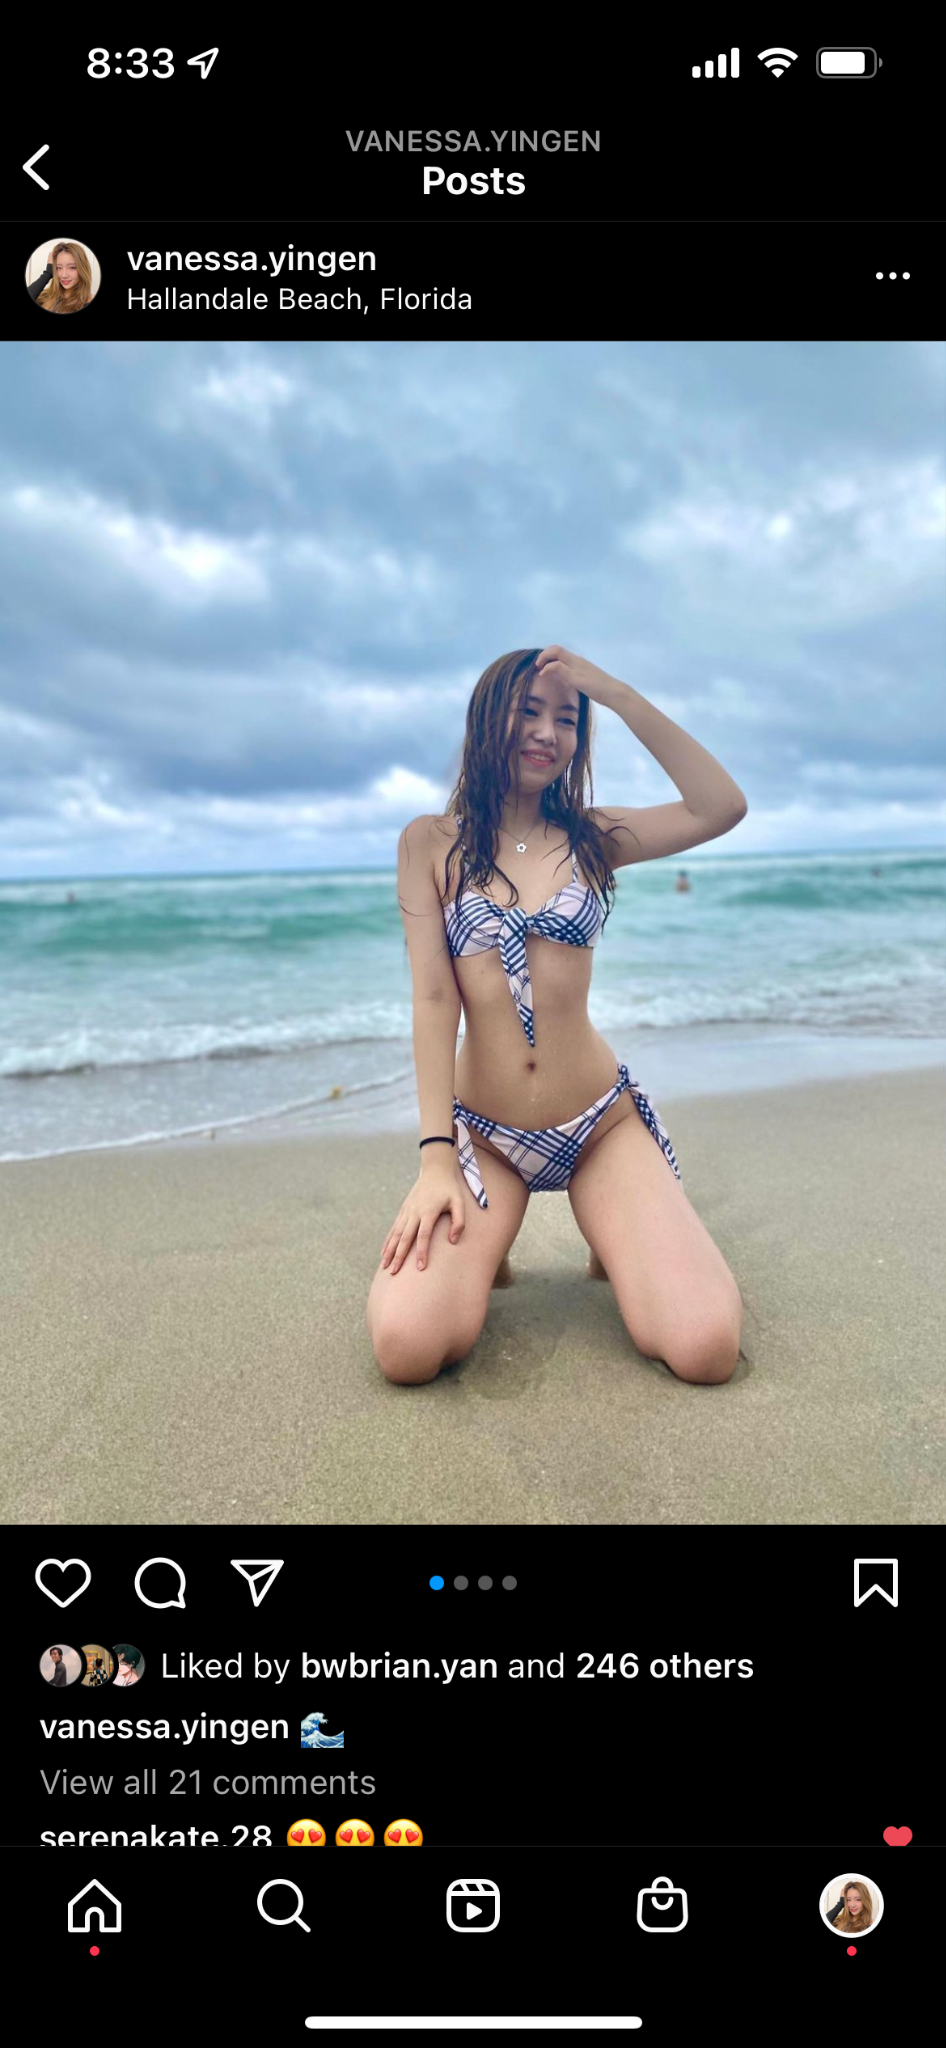 8:33
VANESSA.YINGEN
Posts
vanessa.yingen
Hallandale Beach, Florida
Liked by bwbrian.yan and 246 others
vanessa.yingen 🌊
View all 21 comments
serenakate.28 😍😍😍